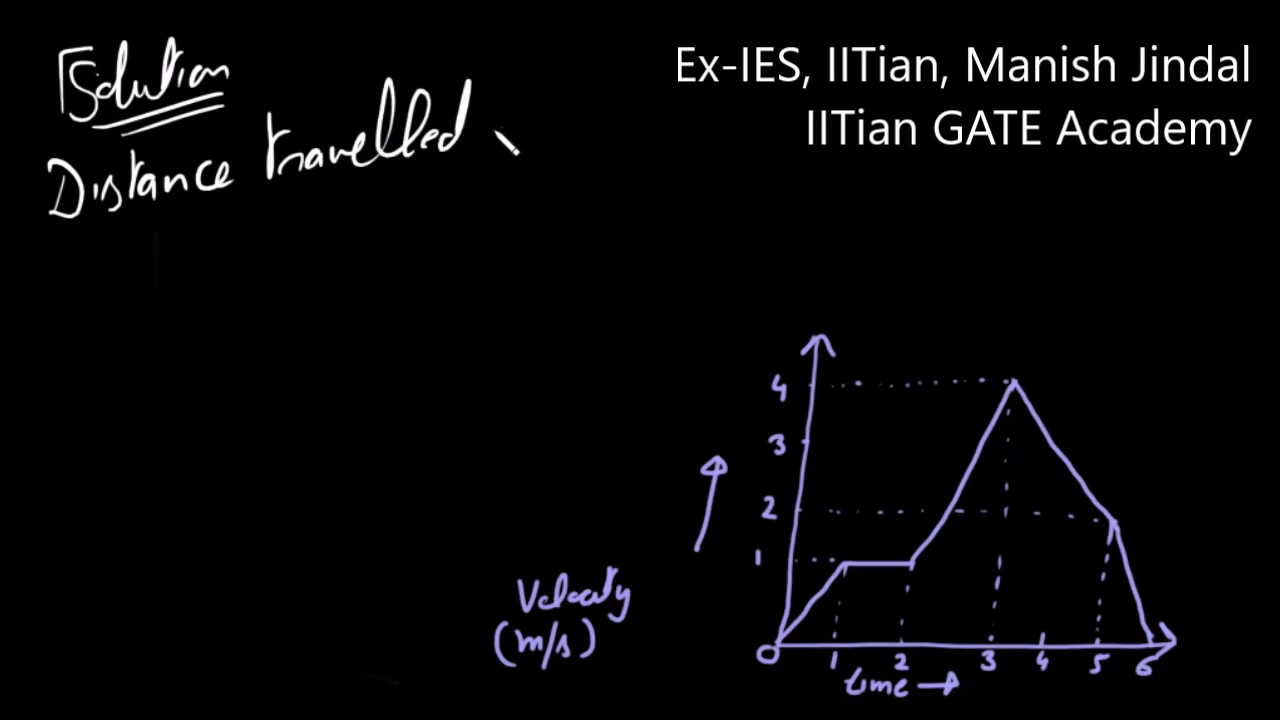 Solution
Ex-IES, IITian, Manish Jindal
IITian GATE Academy
Distance travelled
4
3
2
1
Velocity
(m/s)
0 1 2 3 4 5 6
time →